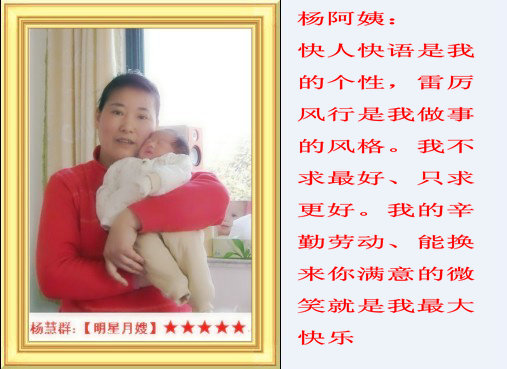 杨阿姨：
快人快语是我
的个性，雷厉
风行是我做事
的风格。我不
求最好、只求
更好。我的辛
勤劳动、能换
来你满意的微
笑就是我最大
快乐
杨慧群:【明星月嫂】★★★★★